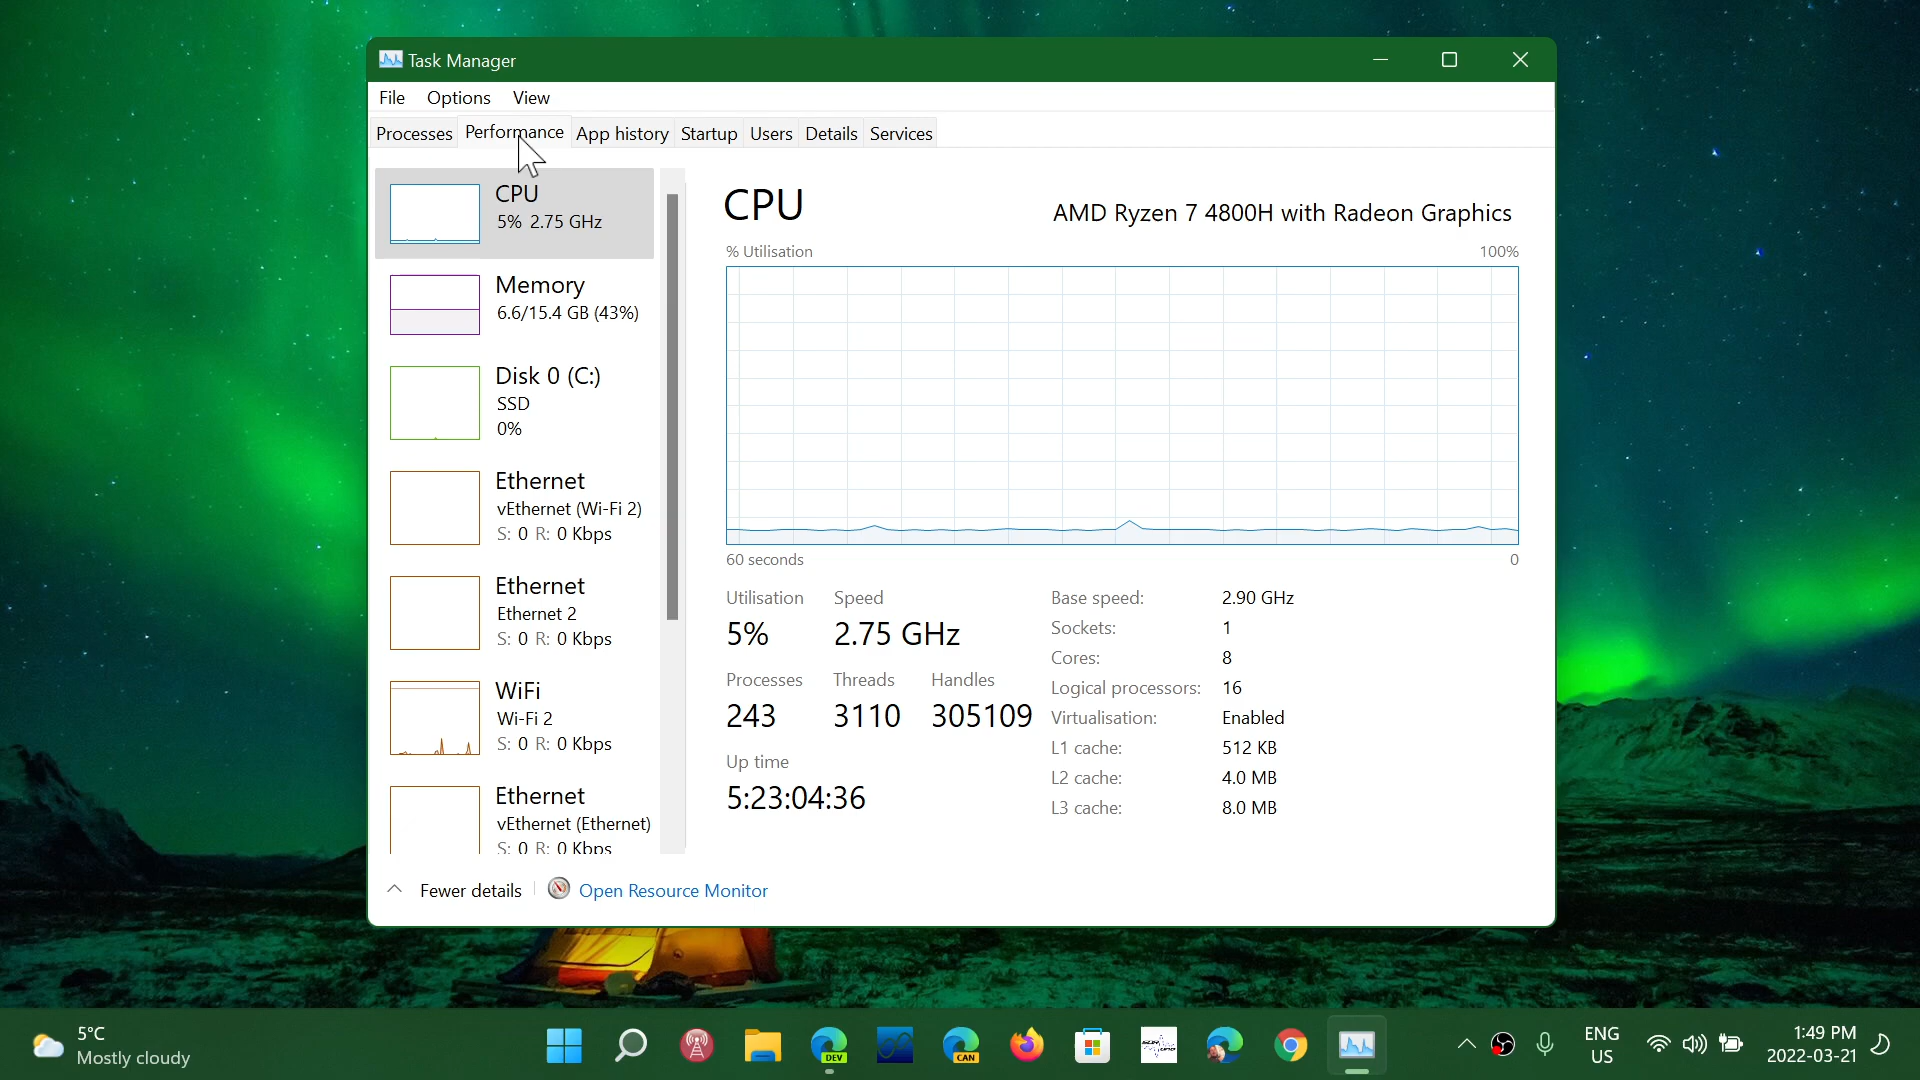 Task Manager
File Options View
Processes Performance App history Startup Users Details Services
CPU
5% 2.75 GHz
Memory
6.6/15.4 GB (43%)
Disk 0 (C:)
SSD
0%
Ethernet
vEthernet (Wi-Fi 2)
S: 0 R: 0 Kbps
Ethernet
Ethernet 2
S: 0 R: 0 Kbps
WiFi
Wi-Fi 2
S: 0 R: 0 Kbps
Ethernet
vEthernet (Ethernet)
S: 0 R: 0 Kbps
CPU AMD Ryzen 7 4800H with Radeon Graphics
% Utilisation 100%
60 seconds 0
Utilisation Speed
5% 2.75 GHz
Processes Threads Handles
243 3110 305109
Up time
5:23:04:36
Base speed: 2.90 GHz
Sockets: 1
Cores: 8
Logical processors: 16
Virtualisation: Enabled
L1 cache: 512 KB
L2 cache: 4.0 MB
L3 cache: 8.0 MB
Fewer details Open Resource Monitor
5°C
Mostly cloudy
DEV
CAN
ENG
US
1:49 PM
2022-03-21